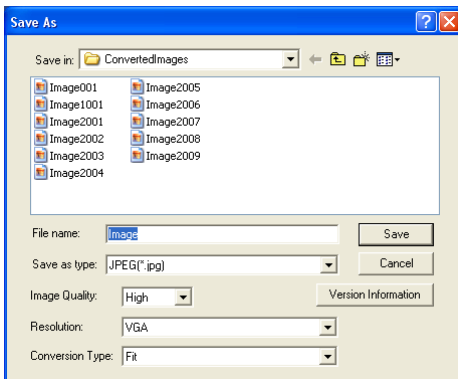 Save As
Save in: ConvertedImages
Image001 Image2005
Image1001 Image2006
Image2001 Image2007
Image2002 Image2008
Image2003 Image2009
Image2004
File name: Image Save
Save as type: JPEG(*.jpg) Cancel
Image Quality: High Version Information
Resolution: VGA
Conversion Type: Fit